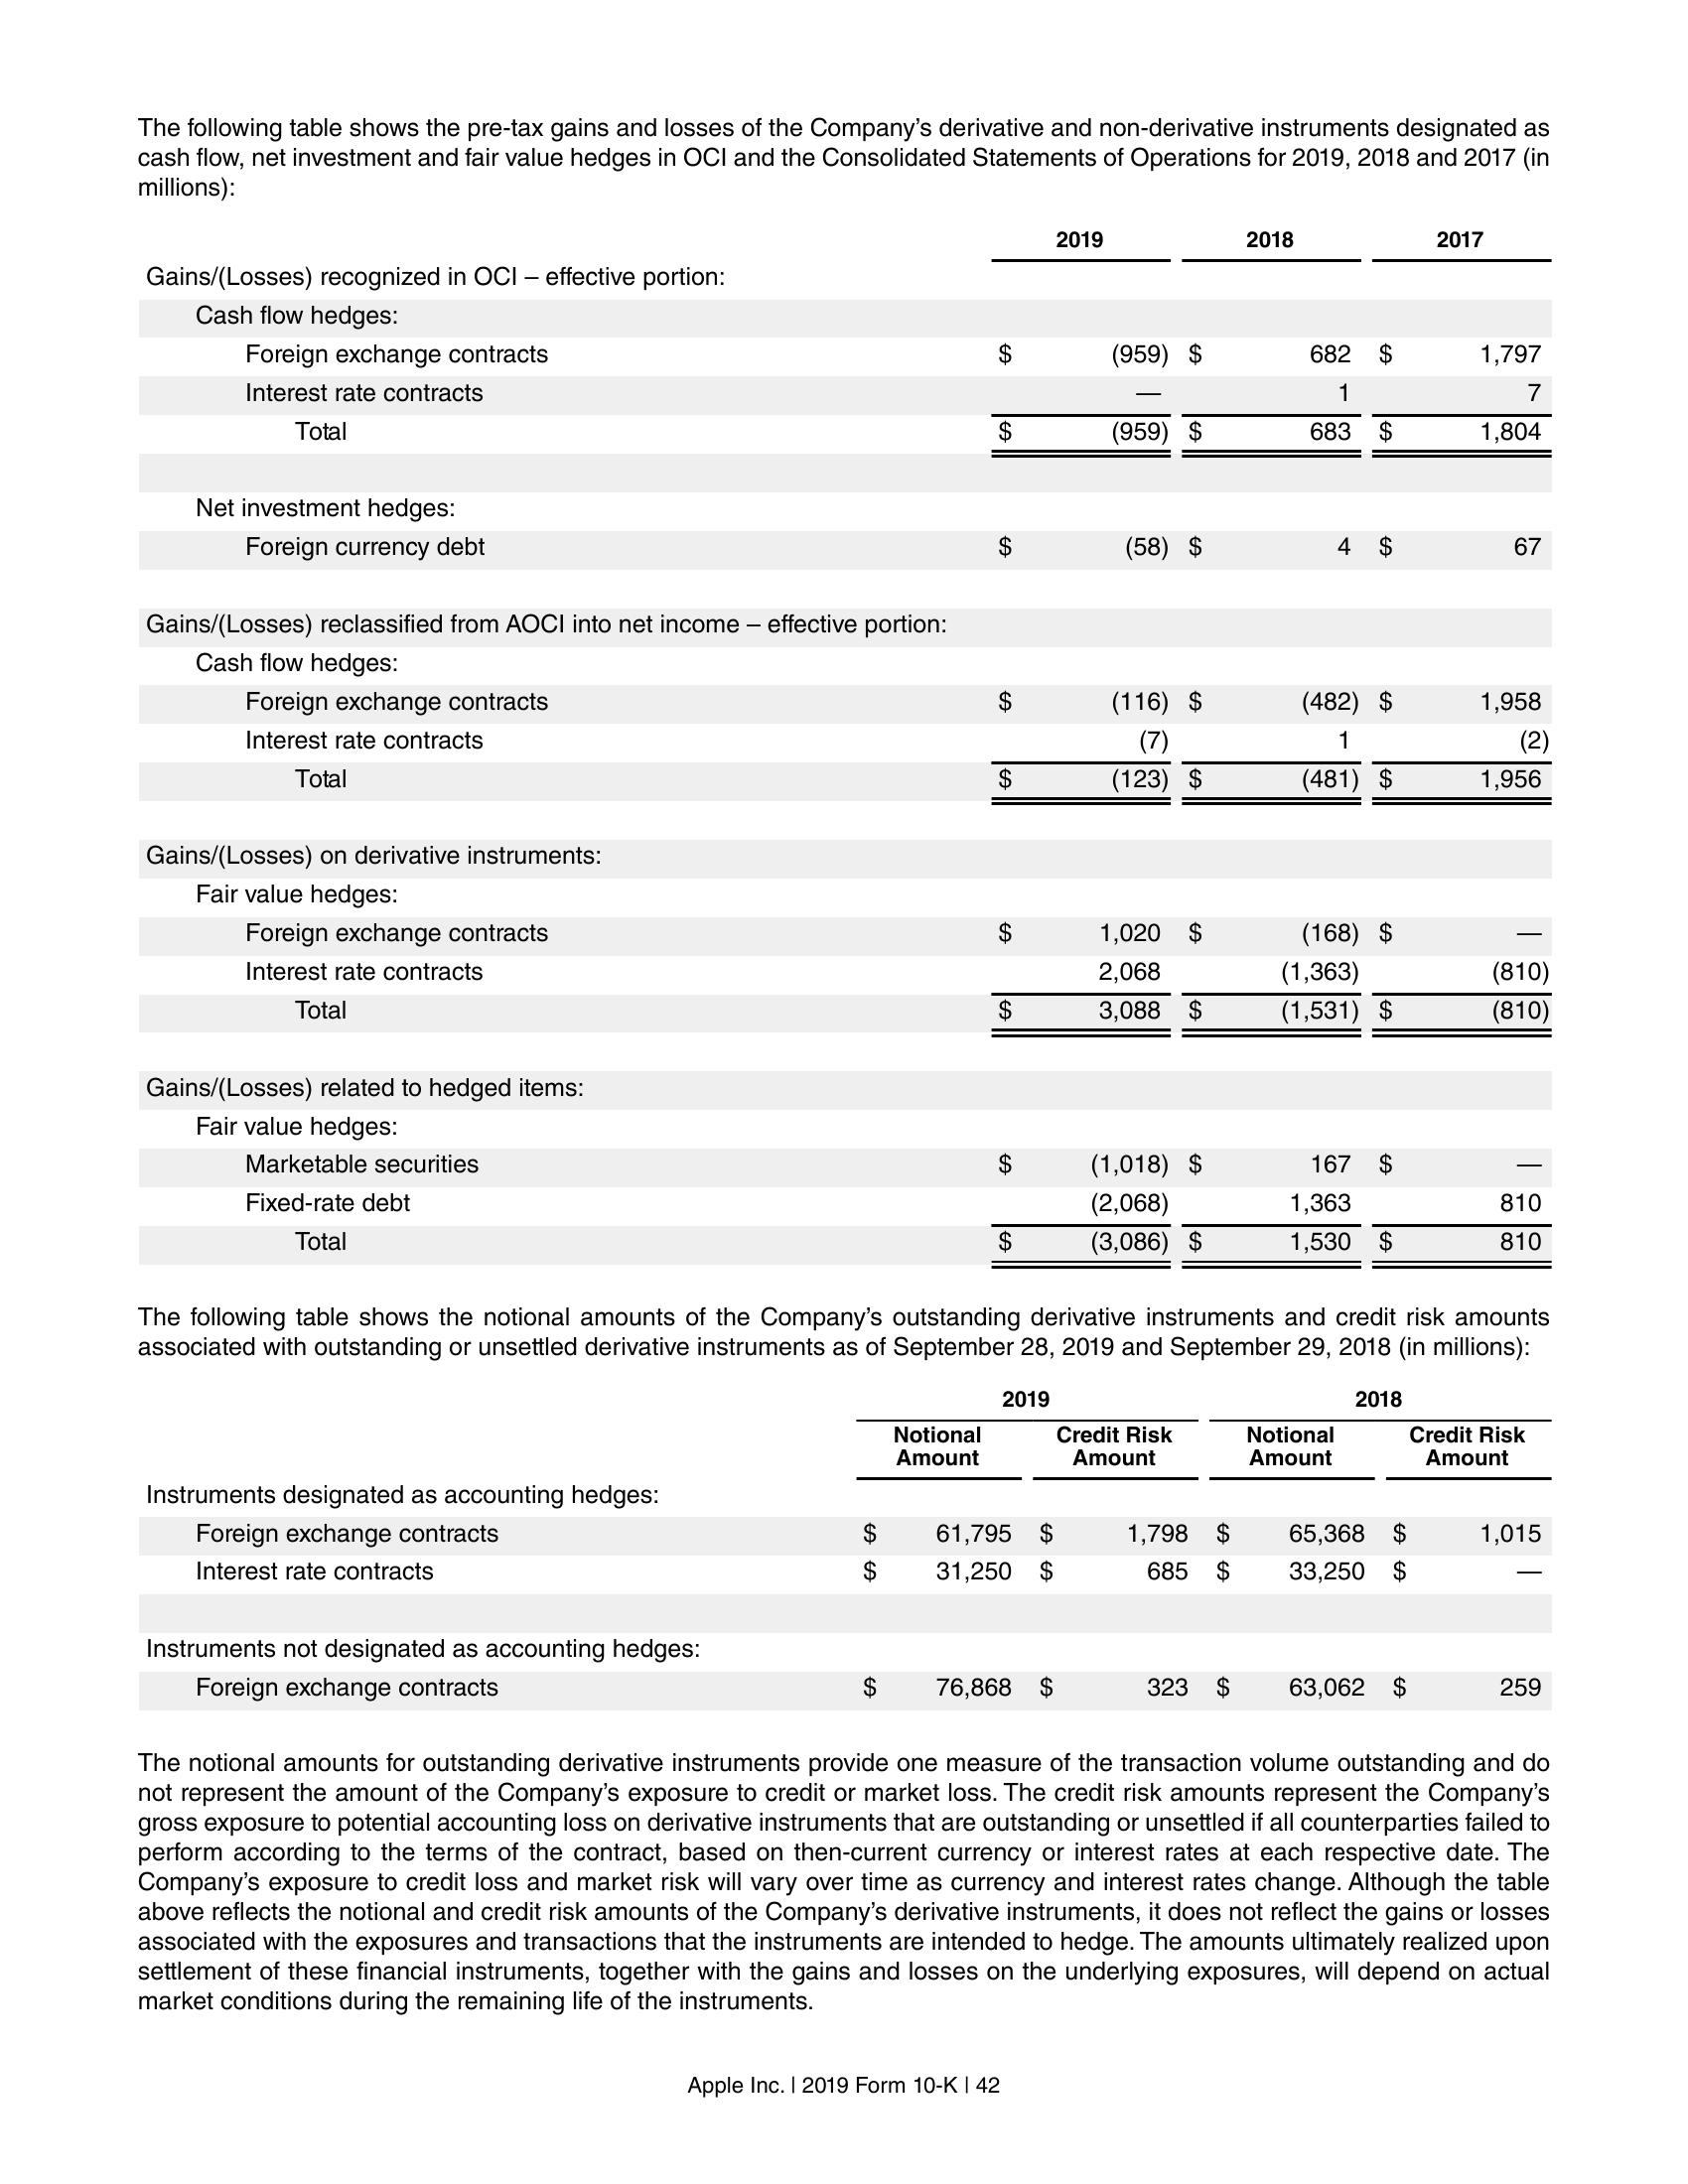 The following table shows the pre-tax gains and losses of the Company's derivative and non-derivative instruments designated as
cash flow, net investment and fair value hedges in OCI and the Consolidated Statements of Operations for 2019, 2018 and 2017 (in
millions):
2019 2018 2017
Gains/(Losses) recognized in OCI – effective portion:
Cash flow hedges:
Foreign exchange contracts $ (959) $ 682 $ 1,797
Interest rate contracts — 1 7
Total $ (959) $ 683 $ 1,804
Net investment hedges:
Foreign currency debt $ (58) $ 4 $ 67
Gains/(Losses) reclassified from AOCI into net income – effective portion:
Cash flow hedges:
Foreign exchange contracts $ (116) $ (482) $ 1,958
Interest rate contracts (7) 1 (2)
Total $ (123) $ (481) $ 1,956
Gains/(Losses) on derivative instruments:
Fair value hedges:
Foreign exchange contracts $ 1,020 $ (168) $ —
Interest rate contracts 2,068 (1,363) (810)
Total $ 3,088 $ (1,531) $ (810)
Gains/(Losses) related to hedged items:
Fair value hedges:
Marketable securities $ (1,018) $ 167 $ —
Fixed-rate debt (2,068) 1,363 810
Total $ (3,086) $ 1,530 $ 810
The following table shows the notional amounts of the Company's outstanding derivative instruments and credit risk amounts
associated with outstanding or unsettled derivative instruments as of September 28, 2019 and September 29, 2018 (in millions):
2019 2018
Notional Credit Risk Notional Credit Risk
Amount Amount Amount Amount
Instruments designated as accounting hedges:
Foreign exchange contracts $ 61,795 $ 1,798 $ 65,368 $ 1,015
Interest rate contracts $ 31,250 $ 685 $ 33,250 $ —
Instruments not designated as accounting hedges:
Foreign exchange contracts $ 76,868 $ 323 $ 63,062 $ 259
The notional amounts for outstanding derivative instruments provide one measure of the transaction volume outstanding and do
not represent the amount of the Company's exposure to credit or market loss. The credit risk amounts represent the Company's
gross exposure to potential accounting loss on derivative instruments that are outstanding or unsettled if all counterparties failed to
perform according to the terms of the contract, based on then-current currency or interest rates at each respective date. The
Company's exposure to credit loss and market risk will vary over time as currency and interest rates change. Although the table
above reflects the notional and credit risk amounts of the Company's derivative instruments, it does not reflect the gains or losses
associated with the exposures and transactions that the instruments are intended to hedge. The amounts ultimately realized upon
settlement of these financial instruments, together with the gains and losses on the underlying exposures, will depend on actual
market conditions during the remaining life of the instruments.
Apple Inc. | 2019 Form 10-K | 42